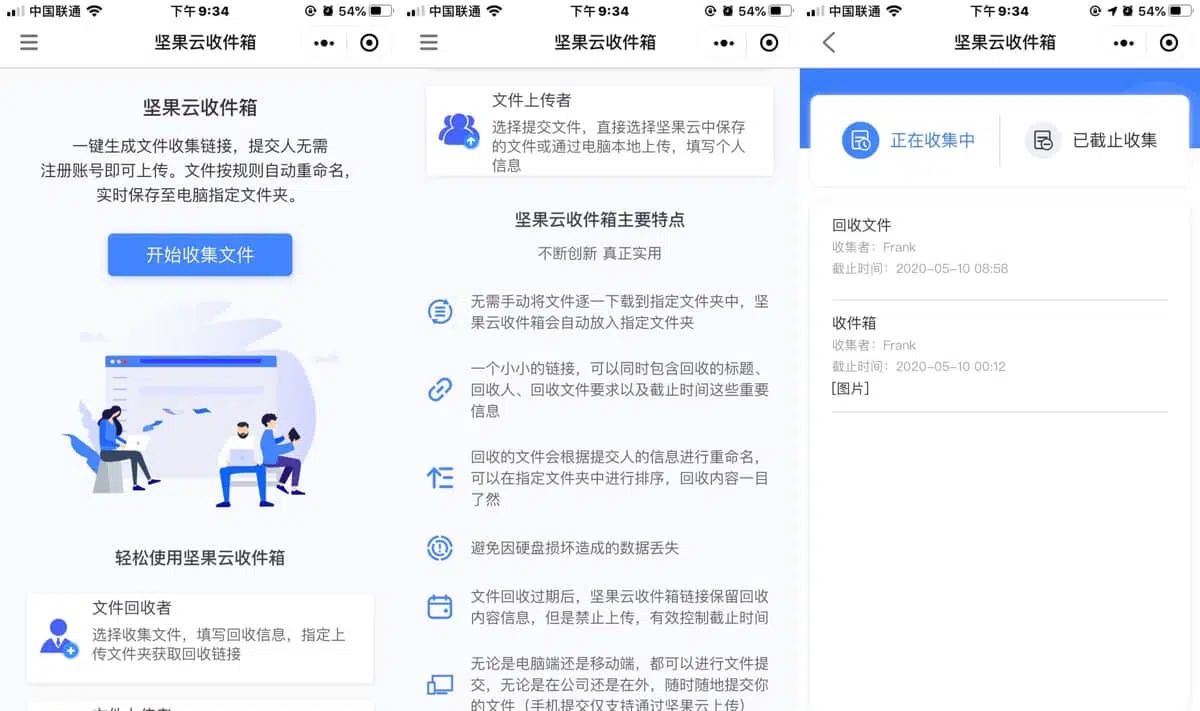 中国联通
下午9:34
54%
坚果云收件箱
坚果云收件箱
一键生成文件收集链接，提交人无需
注册账号即可上传。文件按规则自动重命名，
实时保存至电脑指定文件夹。
开始收集文件
轻松使用坚果云收件箱
文件回收者
选择收集文件，填写回收信息，指定上
传文件夹获取回收链接
文件上传者
中国联通
下午9:34
54%
坚果云收件箱
文件上传者
选择提交文件，直接选择坚果云中保存
的文件或通过电脑本地上传，填写个人
信息
坚果云收件箱主要特点
不断创新 真正实用
无需手动将文件逐一下载到指定文件夹中，坚
果云收件箱会自动放入指定文件夹
一个小小的链接，可以同时包含回收的标题、
回收人、回收文件要求以及截止时间这些重要
信息
回收的文件会根据提交人的信息进行重命名，
可以在指定文件夹中进行排序，回收内容一目
了然
避免因硬盘损坏造成的数据丢失
文件回收过期后，坚果云收件箱链接保留回收
内容信息，但是禁止上传，有效控制截止时间
无论是电脑端还是移动端，都可以进行文件提
交，无论是在公司还是在外，随时随地提交你
的文件（手机提交仅支持通过坚果云上传）
中国联通
下午9:34
54%
坚果云收件箱
正在收集中
已截止收集
回收文件
收集者：Frank
截止时间：2020-05-10 08:58
收件箱
收集者：Frank
截止时间：2020-05-10 00:12
[图片]